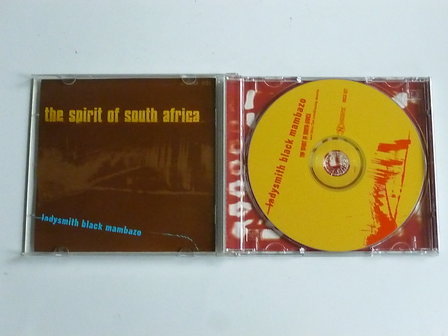 the spirit of south africa
ladysmith black mambazo
ladysmith black mambazo
THE SPIRIT OF SOUTH AFRICA